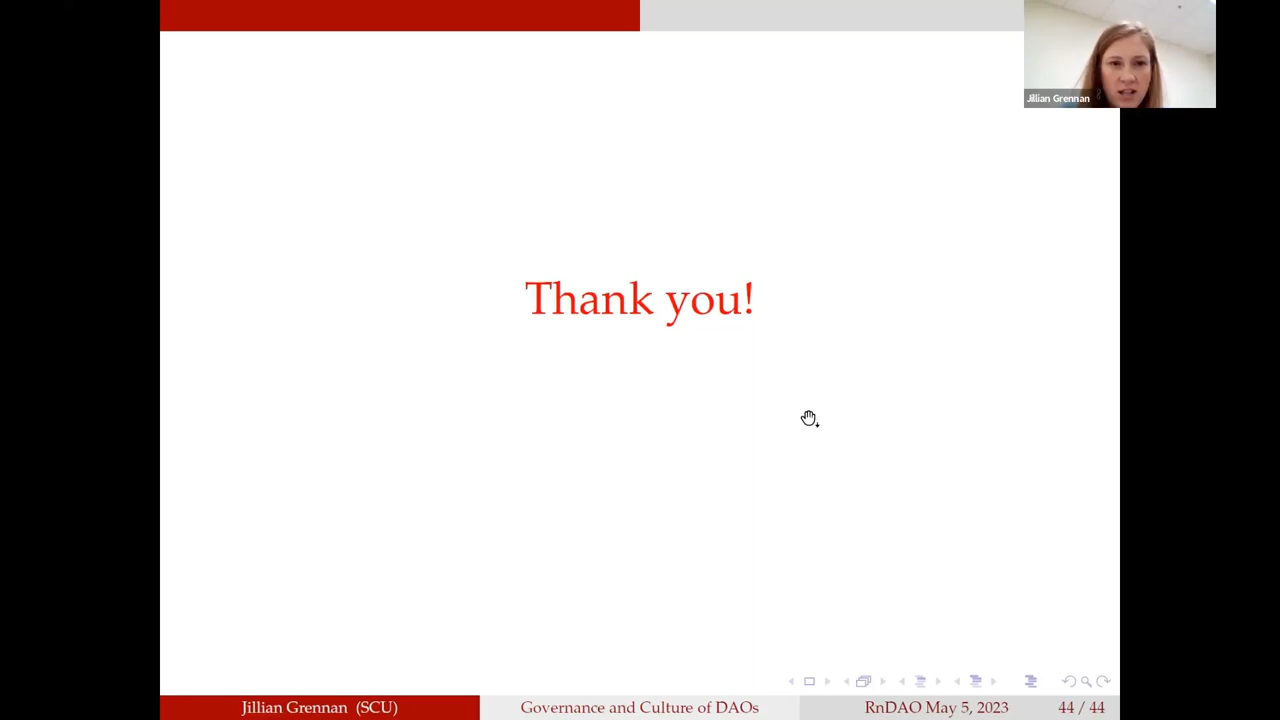 Jillian Grennan
Thank you!
Jillian Grennan (SCU)
Governance and Culture of DAOs
RnDAO May 5, 2023
44 / 44